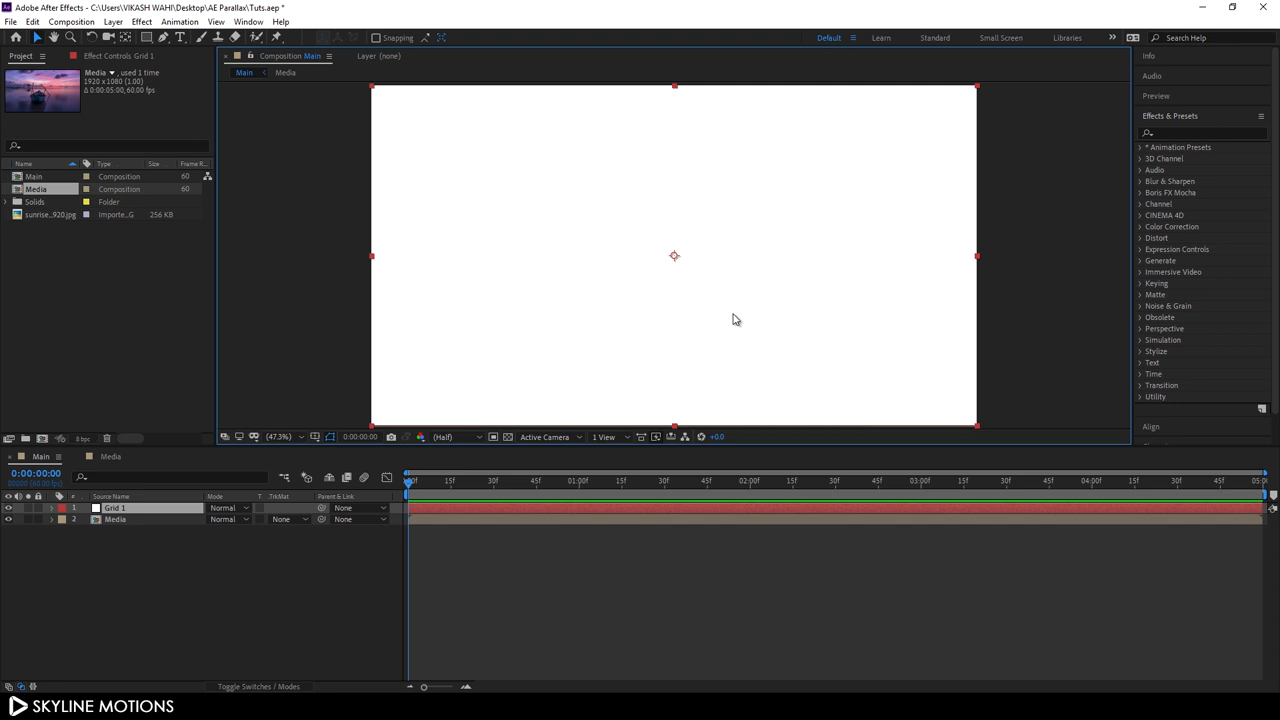 Adobe After Effects - C:\Users\VIKASH WAHI\Desktop\AE Parallax\Tuts.aep *
File Edit Composition Layer Effect Animation View Window Help
Snapping
Default Learn Standard Small Screen Libraries Search Help
Project Effect Controls Grid 1
Composition Main Layer (none)
Main Media
Media , used 1 time
1920 x 1080 (1.00)
Δ 0:00:05:00, 60.00 fps
Name Type Size Frame R...
Main Composition 60
Media Composition 60
Solids Folder
sunrise...920.jpg Importe...G 256 KB
8 bpc
(47.3%) 0:00:00:00 (Half) Active Camera 1 View +0.0
Info
Audio
Preview
Effects & Presets
* Animation Presets
3D Channel
Audio
Blur & Sharpen
Boris FX Mocha
Channel
CINEMA 4D
Color Correction
Distort
Expression Controls
Generate
Immersive Video
Keying
Matte
Noise & Grain
Obsolete
Perspective
Simulation
Stylize
Text
Time
Transition
Utility
Align
Main Media
0:00:00:00
00000 (60.00 fps)
:00f 15f 30f 45f 01:00f 15f 30f 45f 02:00f 15f 30f 45f 03:00f 15f 30f 45f 04:00f 15f 30f 45f 05:0
# Source Name Mode T TrkMat Parent & Link
1 Grid 1 Normal None
2 Media Normal None None
Toggle Switches / Modes
SKYLINE MOTIONS